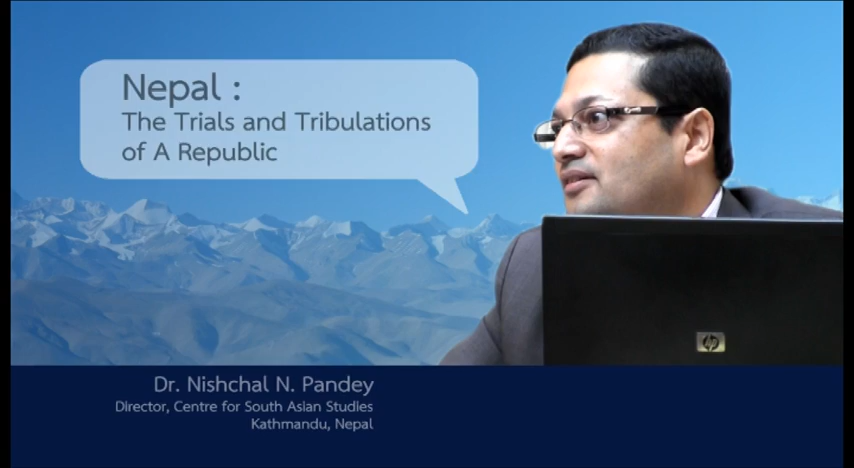 Nepal :
The Trials and Tribulations
of A Republic
hp
Dr. Nishchal N. Pandey
Director, Centre for South Asian Studies
Kathmandu, Nepal